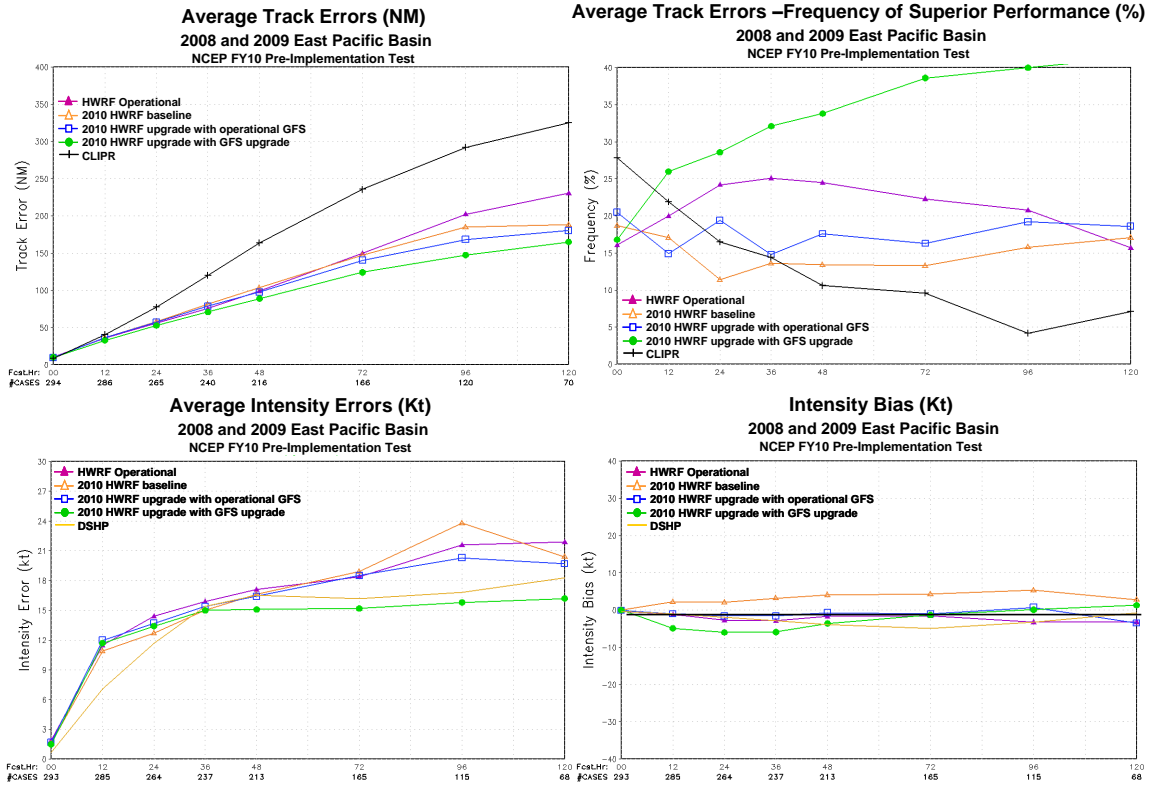 Average Track Errors (NM)
2008 and 2009 East Pacific Basin
NCEP FY10 Pre-Implementation Test
400
350
300
250
200
150
100
50
0
Track Error (NM)
HWRF Operational
2010 HWRF baseline
2010 HWRF upgrade with operational GFS
2010 HWRF upgrade with GFS upgrade
CLIPR
Fcst.Hr: 00 12 24 36 48 72 96 120
#CASES 294 286 265 240 216 166 120 70
Average Track Errors –Frequency of Superior Performance (%)
2008 and 2009 East Pacific Basin
NCEP FY10 Pre-Implementation Test
40
35
30
25
20
15
10
5
0
Frequency (%)
HWRF Operational
2010 HWRF baseline
2010 HWRF upgrade with operational GFS
2010 HWRF upgrade with GFS upgrade
CLIPR
00 12 24 36 48 72 96 120
Average Intensity Errors (Kt)
2008 and 2009 East Pacific Basin
NCEP FY10 Pre-Implementation Test
30
27
24
21
18
15
12
9
6
3
0
Intensity Error (kt)
HWRF Operational
2010 HWRF baseline
2010 HWRF upgrade with operational GFS
2010 HWRF upgrade with GFS upgrade
DSHP
Fcst.Hr: 00 12 24 36 48 72 96 120
#CASES 293 285 264 237 213 165 115 68
Intensity Bias (Kt)
2008 and 2009 East Pacific Basin
NCEP FY10 Pre-Implementation Test
40
30
20
10
0
-10
-20
-30
-40
Intensity Bias (kt)
HWRF Operational
2010 HWRF baseline
2010 HWRF upgrade with operational GFS
2010 HWRF upgrade with GFS upgrade
DSHP
Fcst.Hr: 00 12 24 36 48 72 96 120
#CASES 293 285 264 237 213 165 115 68